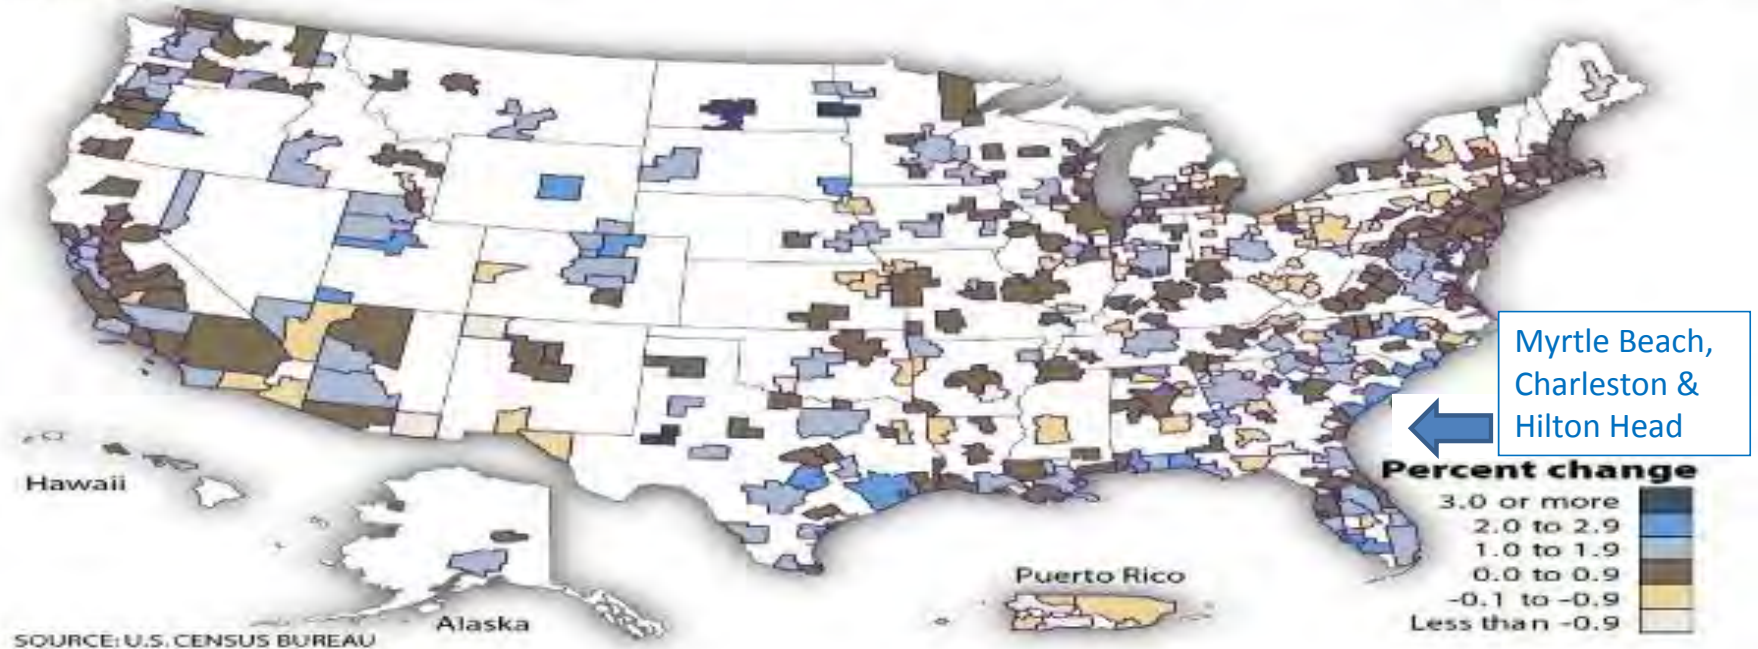 Myrtle Beach,
Charleston &
Hilton Head
Hawaii
Percent change
3.0 or more
2.0 to 2.9
1.0 to 1.9
0.0 to 0.9
-0.1 to -0.9
Less than -0.9
Puerto Rico
Alaska
SOURCE: U.S. CENSUS BUREAU